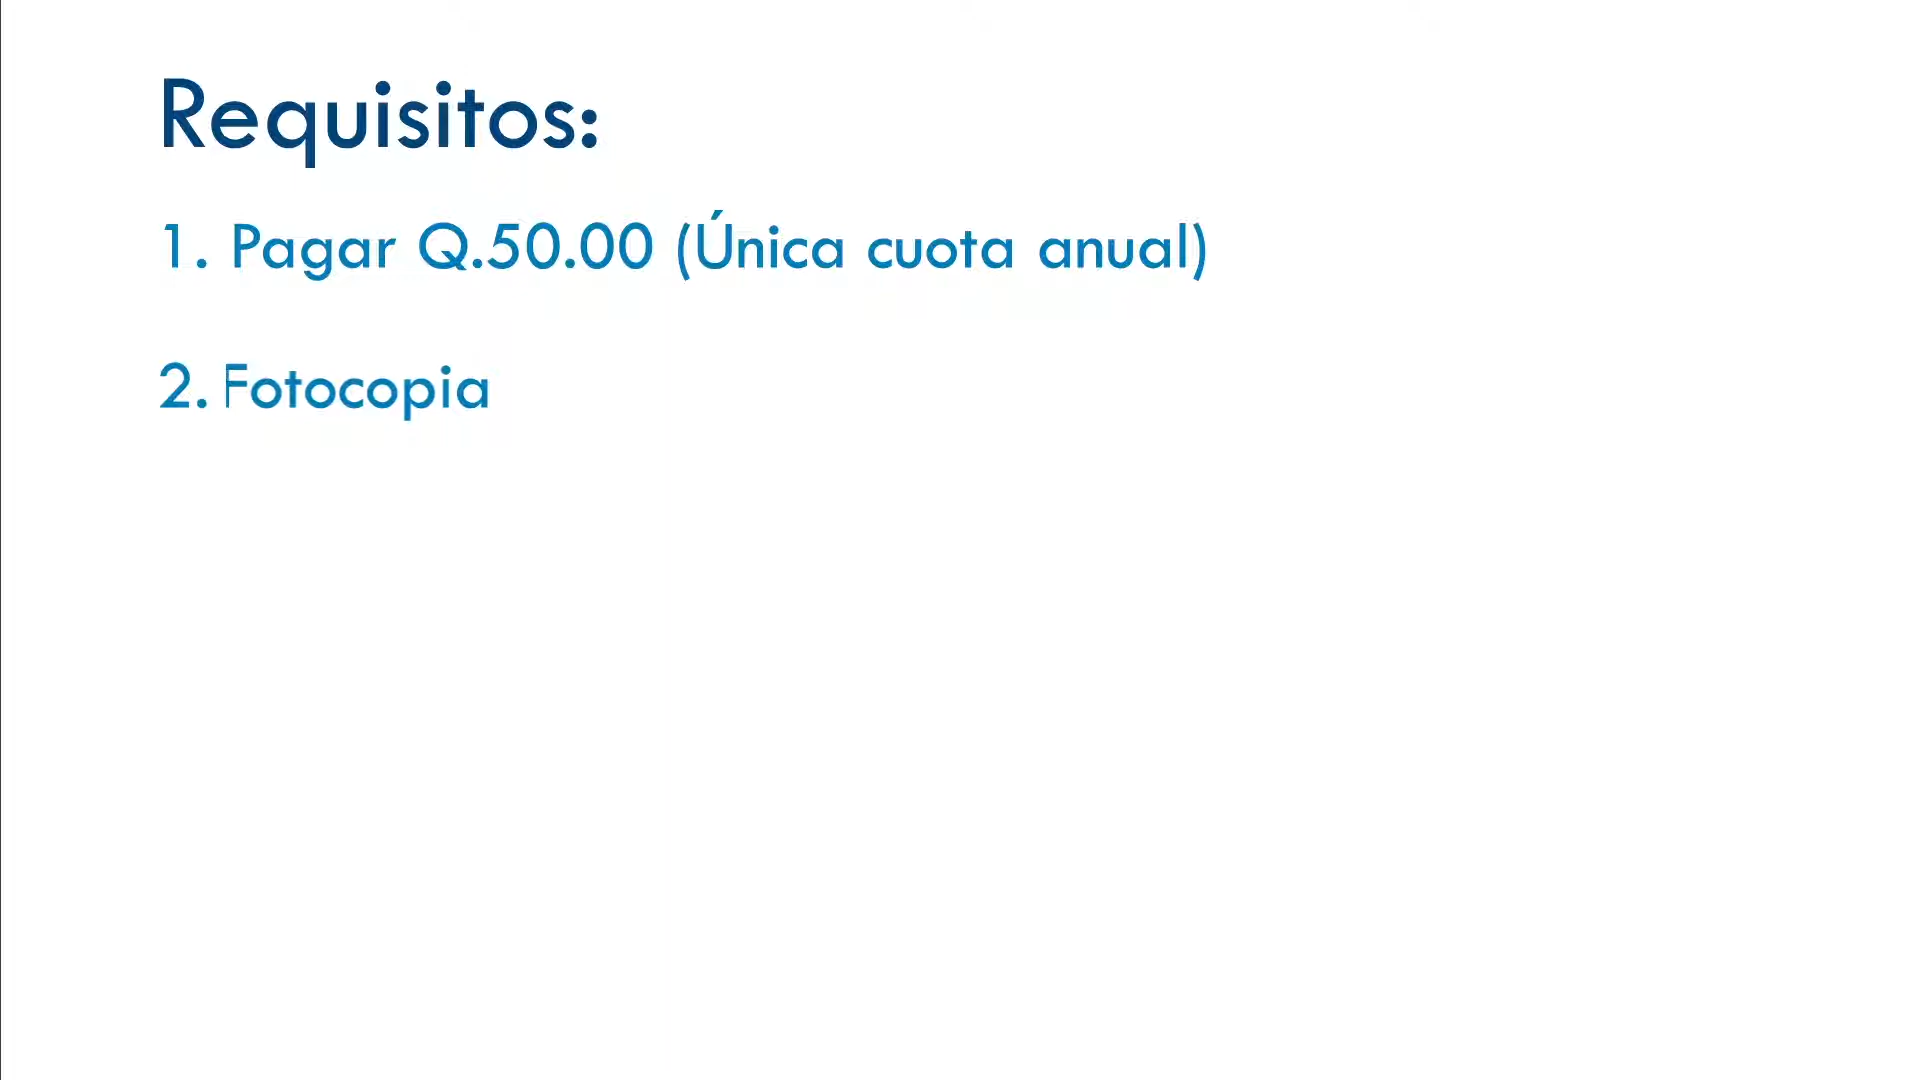 Requisitos:
1. Pagar Q.50.00 (Única cuota anual)
2. Fotocopia